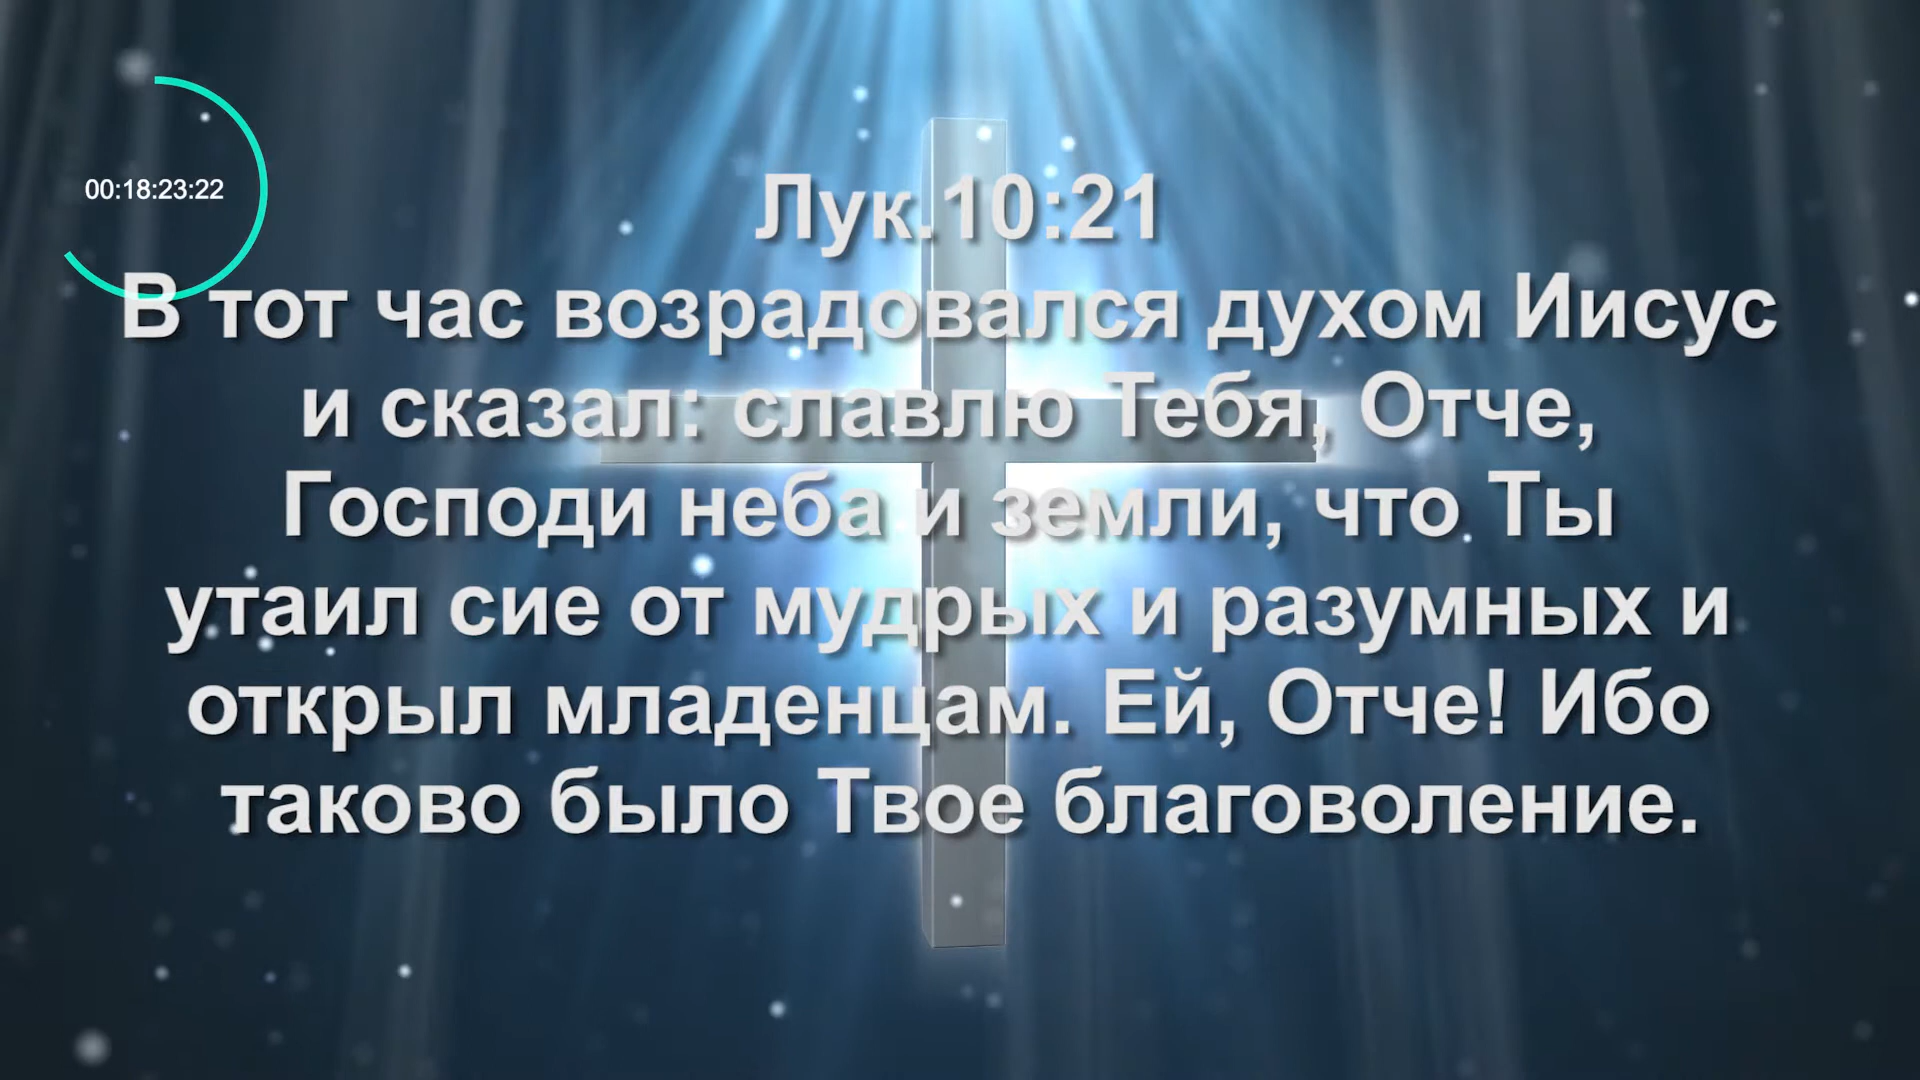 00:18:23:22
Лук.10:21
В тот час возрадовался духом Иисус
и сказал: славлю Тебя, Отче,
Господи неба и земли, что Ты
утаил сие от мудрых и разумных и
открыл младенцам. Ей, Отче! Ибо
таково было Твое благоволение.